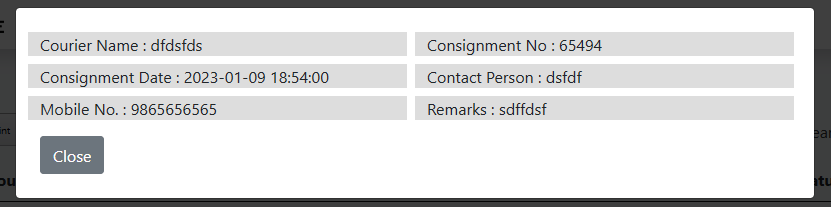 Courier Name : dfdsfds
Consignment No : 65494
Consignment Date : 2023-01-09 18:54:00
Contact Person : dsfdf
Mobile No. : 9865656565
Remarks : sdffdsf
Close